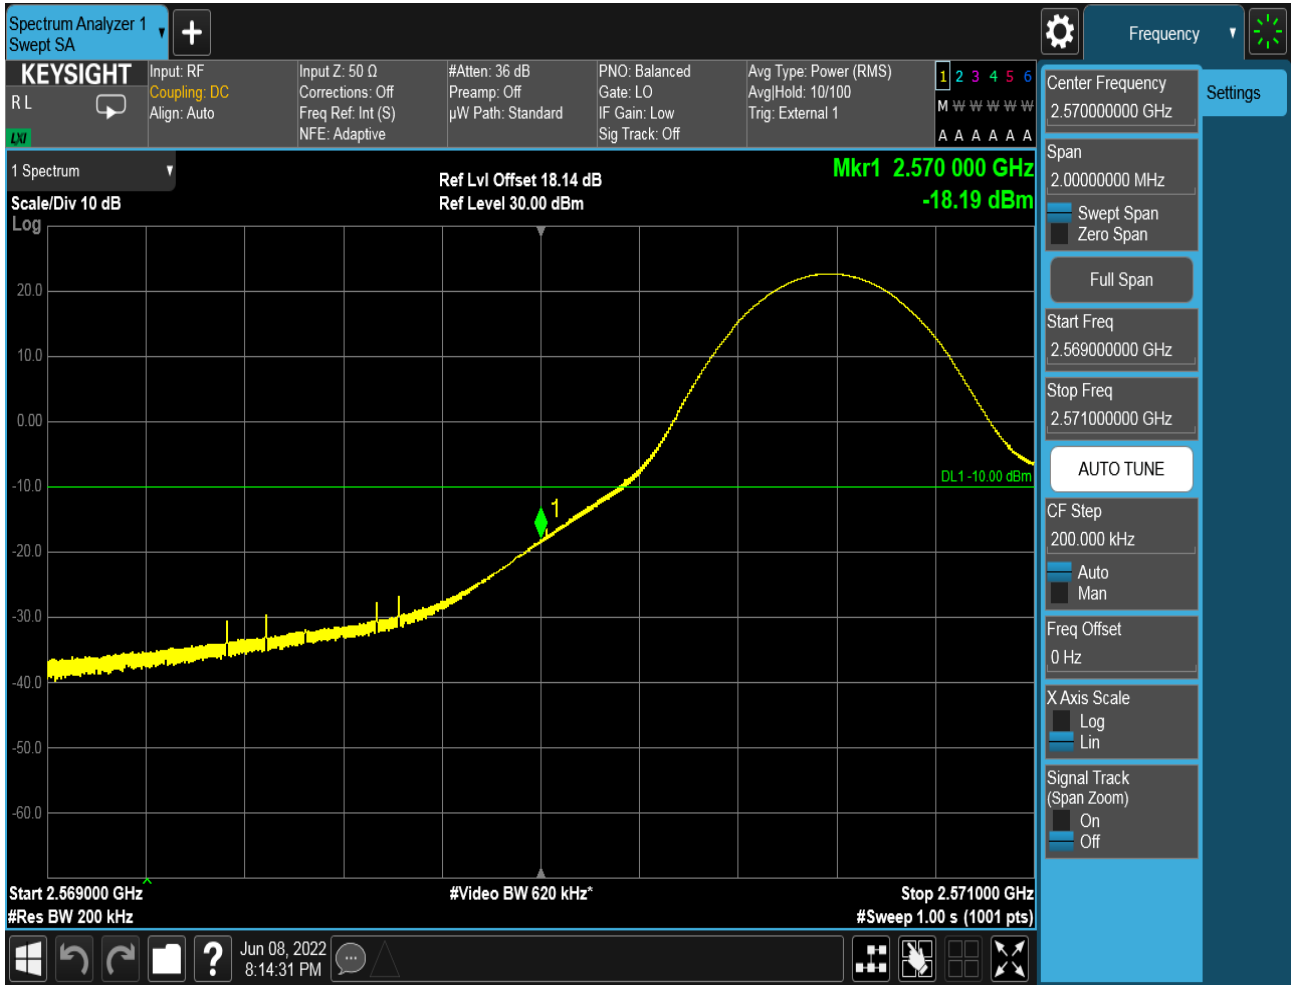 Spectrum Analyzer 1
Swept SA
Frequency
KEYSIGHT
R L
LXI
Input: RF
Coupling: DC
Align: Auto
Input Z: 50 Ω
Corrections: Off
Freq Ref: Int (S)
NFE: Adaptive
#Atten: 36 dB
Preamp: Off
µW Path: Standard
PNO: Balanced
Gate: LO
IF Gain: Low
Sig Track: Off
Avg Type: Power (RMS)
Avg|Hold: 10/100
Trig: External 1
1 2 3 4 5 6
M W W W W W
A A A A A A
1 Spectrum
Scale/Div 10 dB
Log
Ref Lvl Offset 18.14 dB
Ref Level 30.00 dBm
Mkr1 2.570 000 GHz
-18.19 dBm
20.0
10.0
0.00
-10.0
-20.0
-30.0
-40.0
-50.0
-60.0
DL1 -10.00 dBm
1
Start 2.569000 GHz
#Res BW 200 kHz
#Video BW 620 kHz*
Stop 2.571000 GHz
#Sweep 1.00 s (1001 pts)
Jun 08, 2022
8:14:31 PM
Center Frequency
2.570000000 GHz
Settings
Span
2.00000000 MHz
Swept Span
Zero Span
Full Span
Start Freq
2.569000000 GHz
Stop Freq
2.571000000 GHz
AUTO TUNE
CF Step
200.000 kHz
Auto
Man
Freq Offset
0 Hz
X Axis Scale
Log
Lin
Signal Track
(Span Zoom)
On
Off